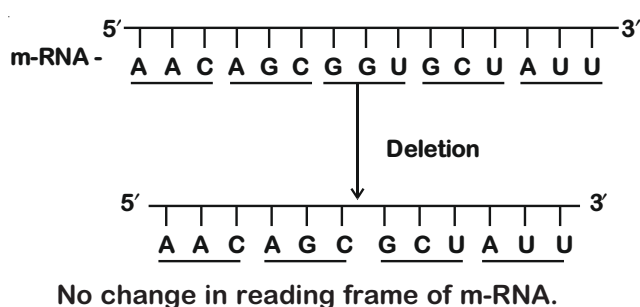 5′ 3′
m-RNA - A A C A G C G G U G C U A U U
Deletion
5′ 3′
A A C A G C G C U A U U
No change in reading frame of m-RNA.